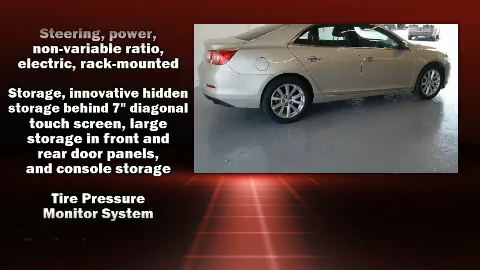 Steering, power,
non-variable ratio,
electric, rack-mounted
Storage, innovative hidden
storage behind 7" diagonal
touch screen, large
storage in front and
rear door panels,
and console storage
Tire Pressure
Monitor System